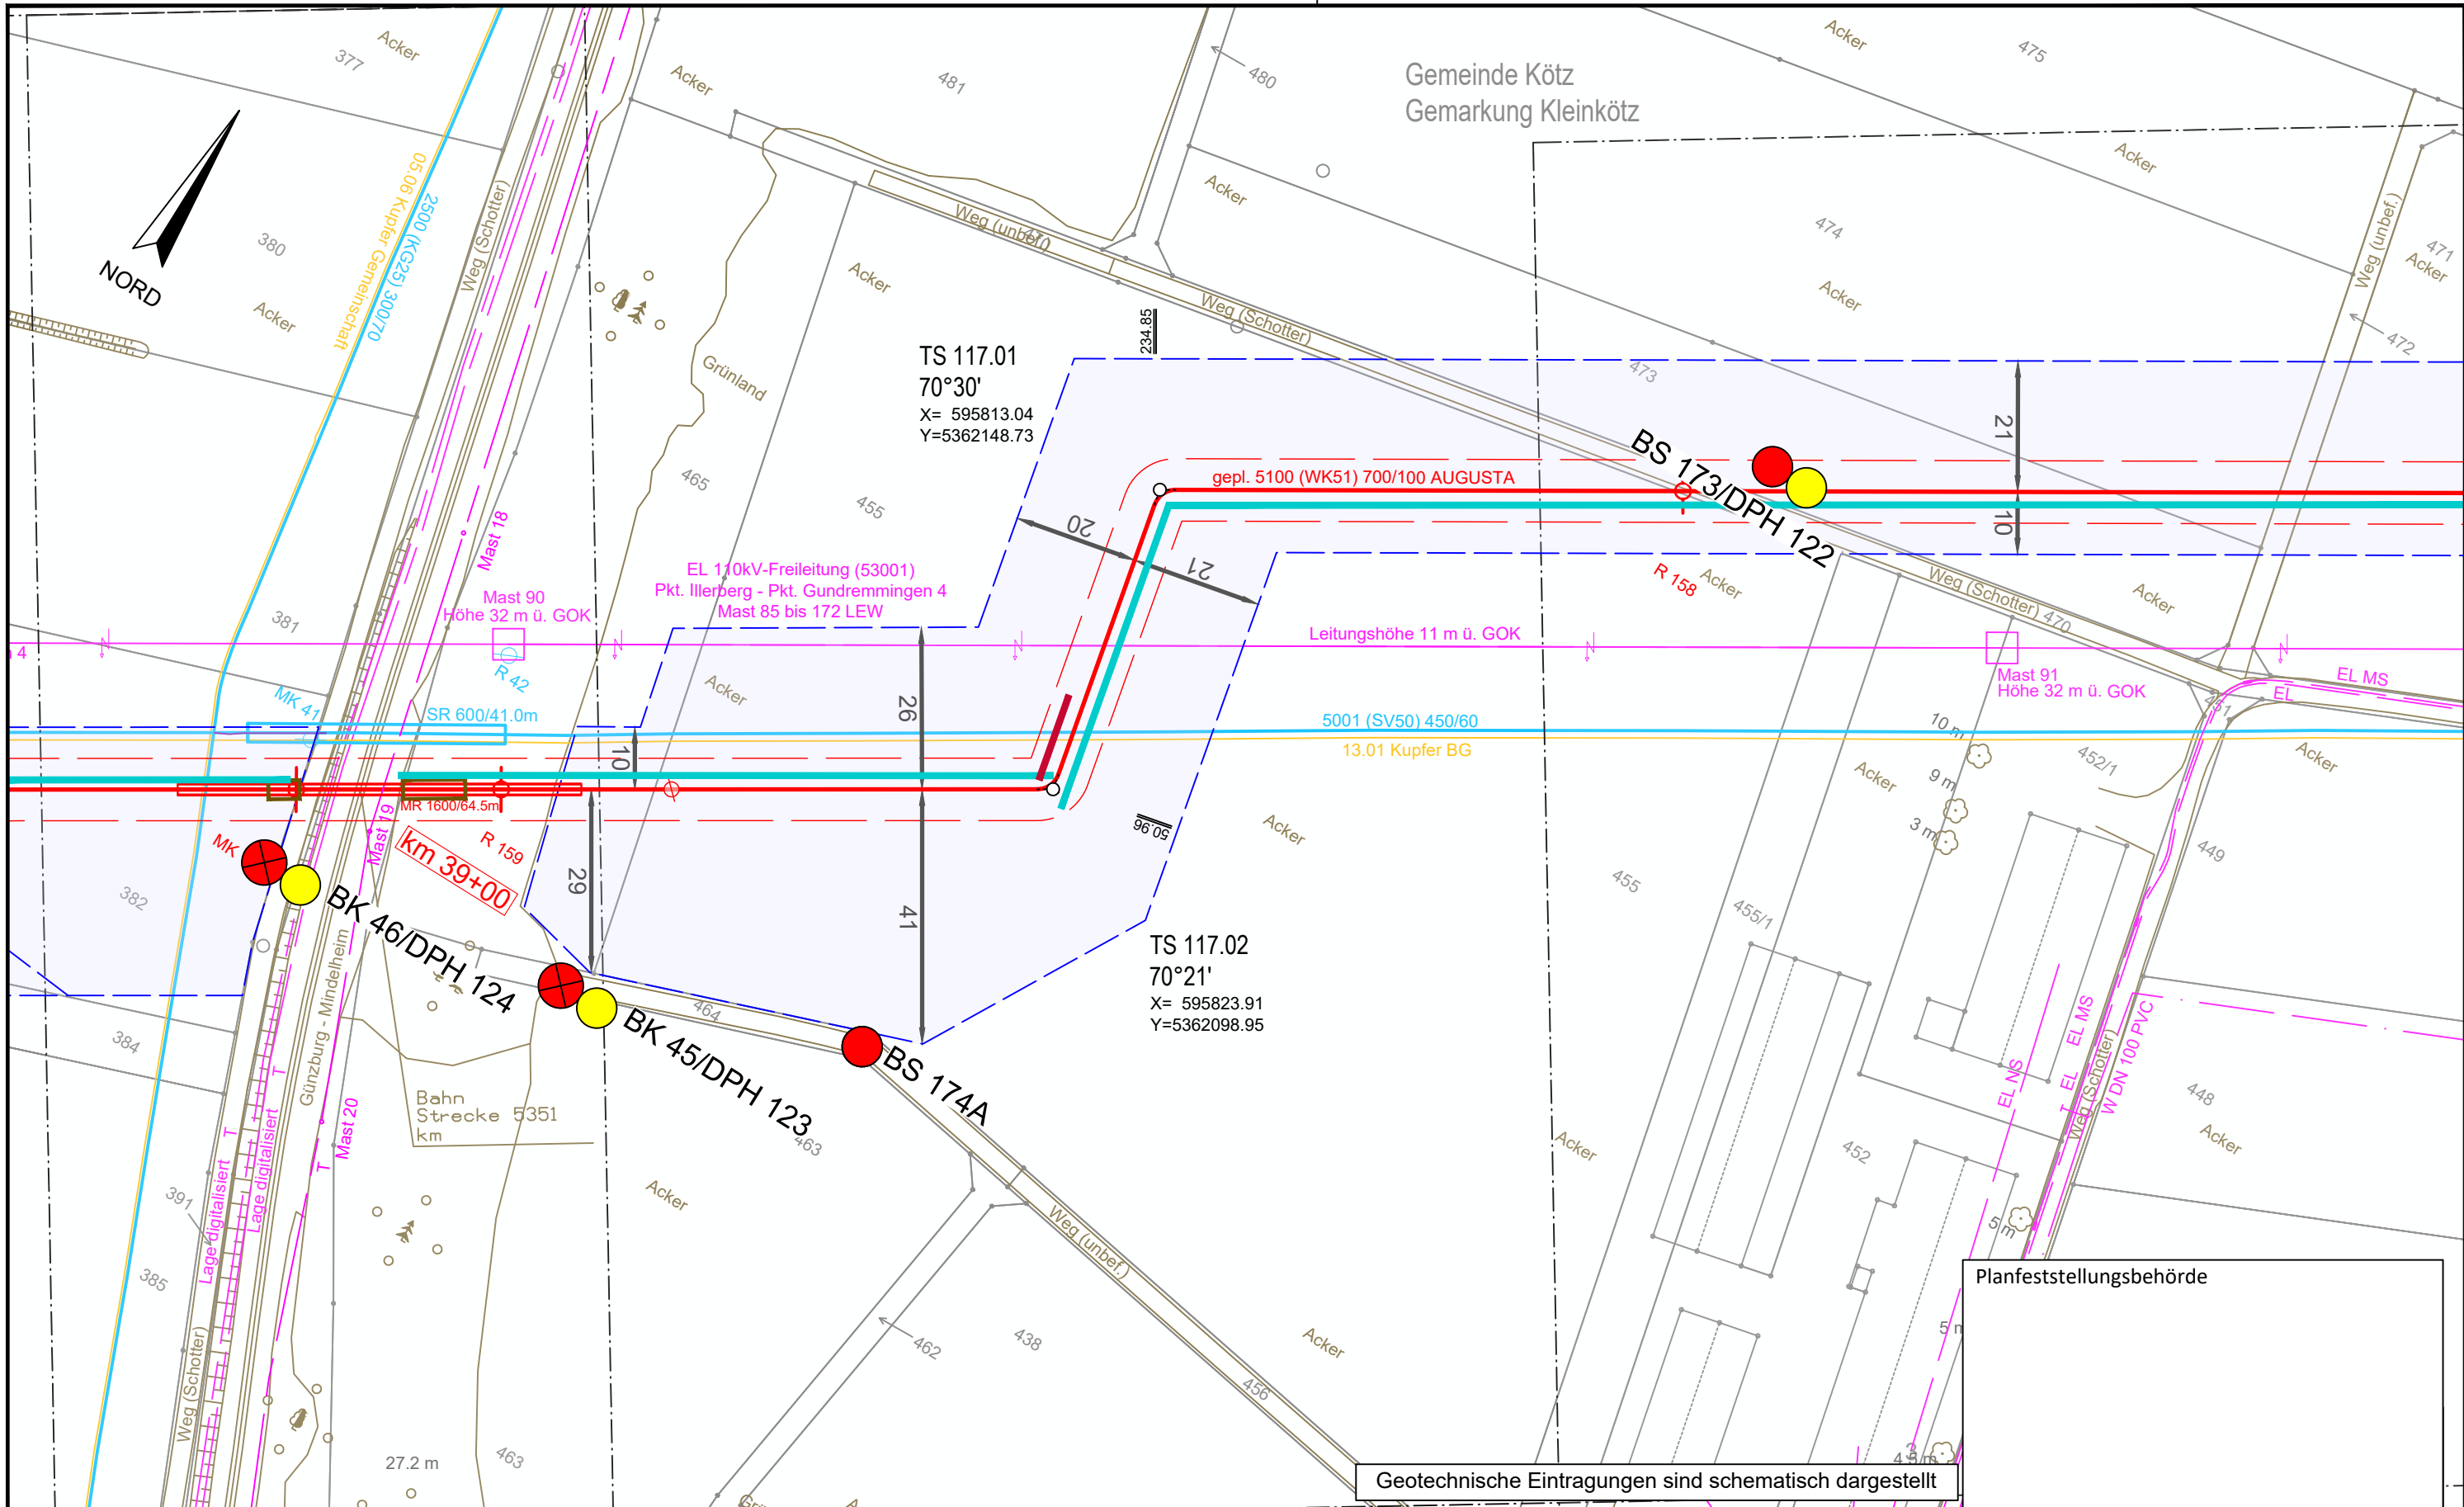 377
Acker
Acker
481
480
Gemeinde Kötz
Gemarkung Kleinkötz
Acker
475
Acker
NORD
380
Acker
05.06 Kupfer Gemeinschaft
2500 (KG25) 300/70
Weg (Schotter)
Acker
Weg (unbef.)
470
Acker
474
Acker
Weg (unbef.)
471
Acker
472
Weg (Schotter)
234.85
TS 117.01
70°30'
X= 595813.04
Y=5362148.73
Grünland
473
465
455
gepl. 5100 (WK51) 700/100 AUGUSTA
BS 173/DPH 122
21
10
20
21
R 158
Acker
Weg (Schotter) 470
Acker
Mast 18
EL 110kV-Freileitung (53001)
Pkt. Illerberg - Pkt. Gundremmingen 4
Mast 85 bis 172 LEW
Mast 90
Höhe 32 m ü. GOK
381
4
R 42
MK 41
SR 600/41.0m
Acker
26
10
Leitungshöhe 11 m ü. GOK
Mast 91
Höhe 32 m ü. GOK
EL MS
EL
451
5001 (SV50) 450/60
13.01 Kupfer BG
10 m
9 m
3 m
Acker
452/1
Acker
MR 1600/64.5m
Mast 19
R 159
km 39+00
MK
382
29
41
50.96
Acker
455
455/1
449
BK 46/DPH 124
TS 117.02
70°21'
X= 595823.91
Y=5362098.95
464
BK 45/DPH 123
BS 174A
384
Günzburg - Mindelheim
Bahn
Strecke 5351
km
Mast 20
T
T
T
Lage digitalisiert
Lage digitalisiert
463
Acker
Acker
452
EL NS
EL MS
EL
T
Weg (Schotter)
W DN 100 PVC
448
Acker
391
385
Weg (unbef.)
5 m
Planfeststellungsbehörde
Weg (Schotter)
462
438
Acker
456
463
27.2 m
Geotechnische Eintragungen sind schematisch dargestellt